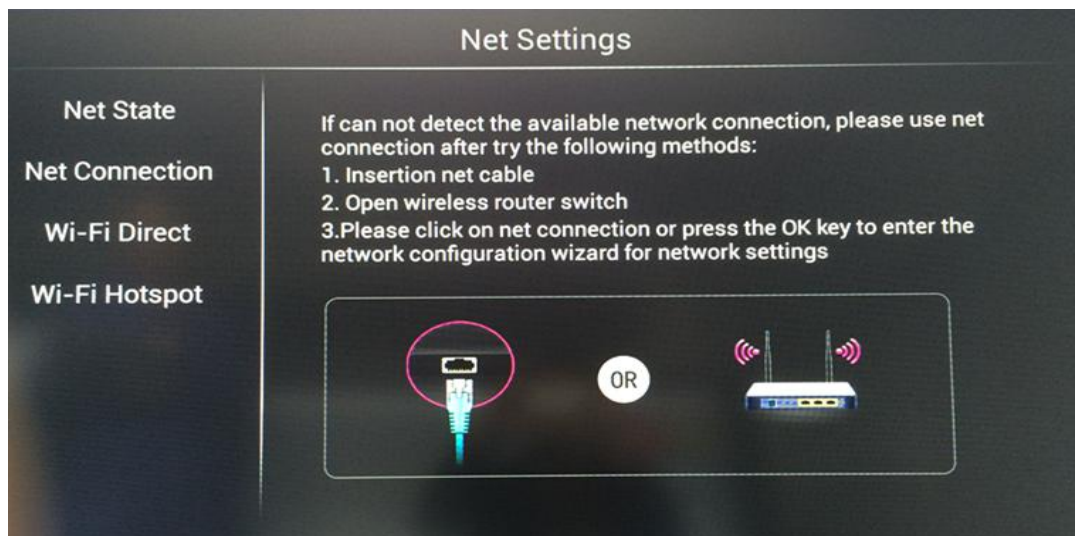 Net Settings
Net State
Net Connection
Wi-Fi Direct
Wi-Fi Hotspot
If can not detect the available network connection, please use net
connection after try the following methods:
1. Insertion net cable
2. Open wireless router switch
3.Please click on net connection or press the OK key to enter the
network configuration wizard for network settings
OR